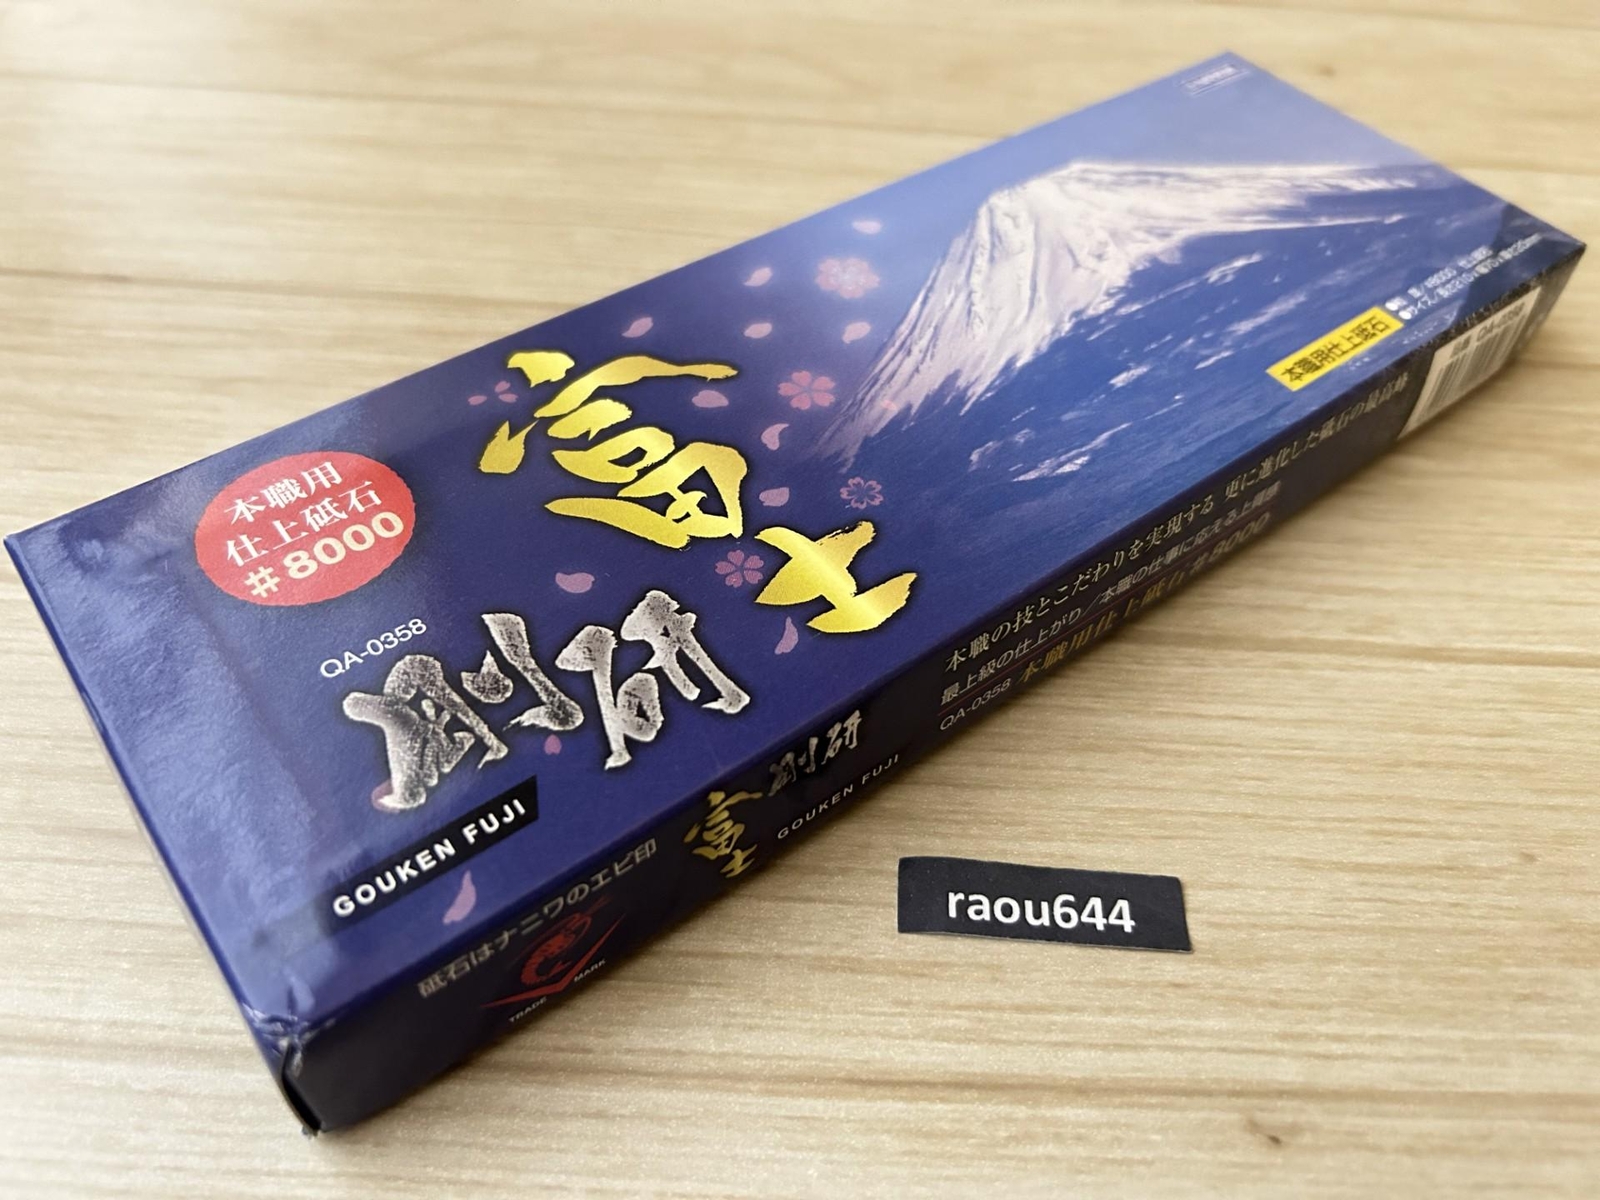 本職用
仕上砥石
#8000
QA-0358
剛研
富士
GOUKEN FUJI
本職用仕上砥石
砥石はナニワのエビ印
TRADE MARK
富士
剛研
GOUKEN FUJI
本職の技とこだわりを実現する 更に進化した砥石の最高峰
最上級の仕上がり／本職の仕事に応える上質感
QA-0358 本職用仕上砥石 #8000
raou644